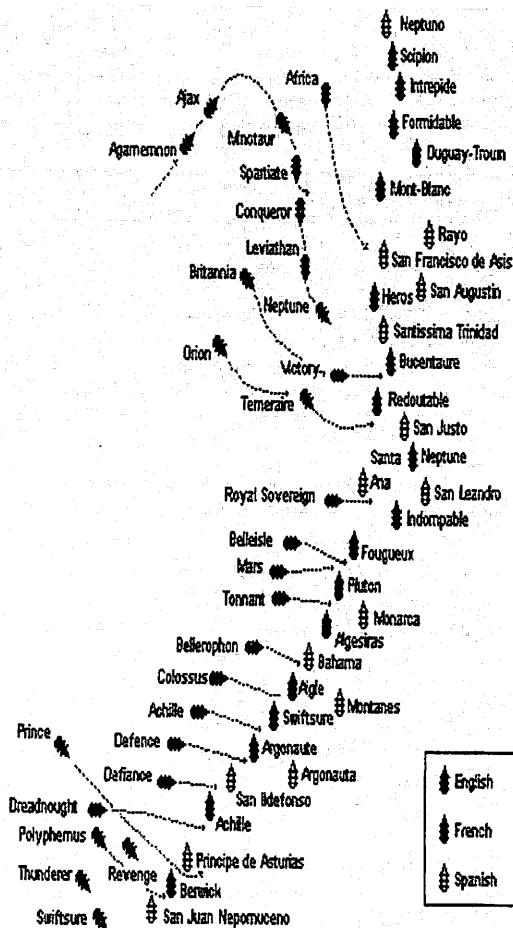 Neptuno
Scipion
Intrepide
Formidable
Duguay-Trouin
Mont-Blanc
Rayo
San Francisco de Asis
San Augustin
Heros
Santissima Trinidad
Bucentaure
Redoutable
San Justo
Santa Ana
Neptune
San Leandro
Indompable
Fougueux
Pluton
Monarca
Algesiras
Bahama
Aigle
Montanes
Swiftsure
Argonaute
Argonauta
San Ildefonso
Achille
Principe de Asturias
Berwick
San Juan Nepomuceno
Africa
Ajax
Agamemnon
Minotaur
Spartiate
Conqueror
Leviathan
Britannia
Neptune
Orion
Victory
Temeraire
Royal Sovereign
Belleisle
Mars
Tonnant
Bellerophon
Colossus
Achille
Defence
Defiance
Prince
Dreadnought
Polyphemus
Revenge
Thunderer
Swiftsure
English
French
Spanish